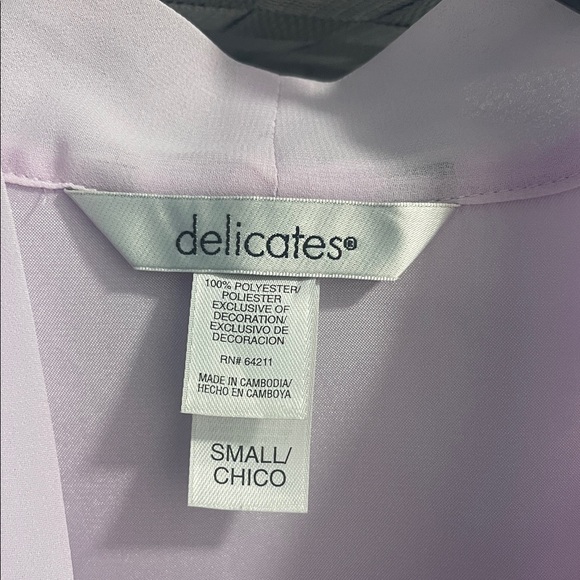 delicates®
100% POLYESTER/
POLIESTER
EXCLUSIVE OF
DECORATION/
EXCLUSIVO DE
DECORACION
RN# 64211
MADE IN CAMBODIA/
HECHO EN CAMBOYA
SMALL/
CHICO